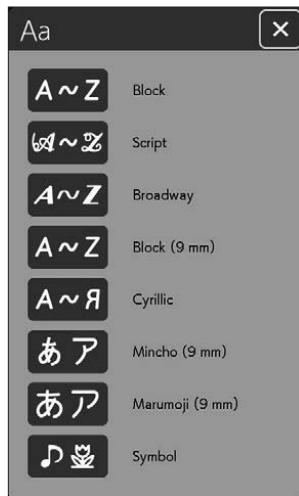 Aa
A~Z Block
A~Z Script
A~Z Broadway
A~Z Block (9 mm)
A~Я Cyrillic
あ ア Mincho (9 mm)
あ ア Marumoji (9 mm)
Symbol